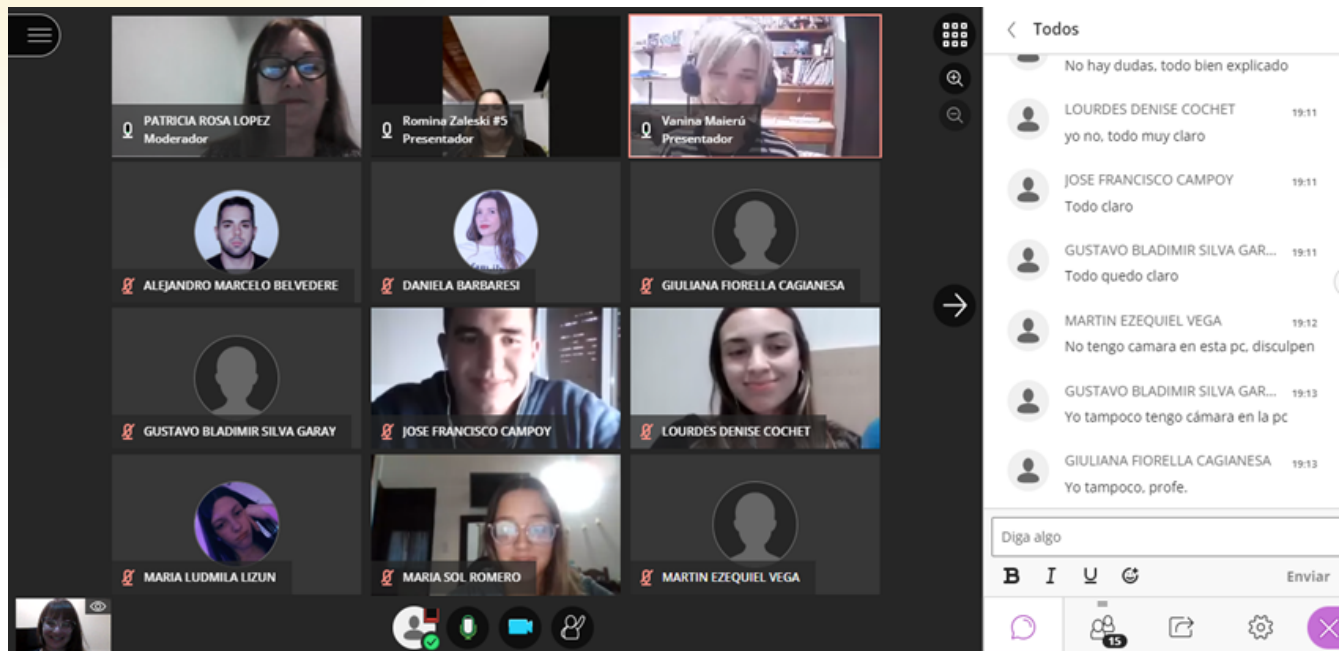 PATRICIA ROSA LOPEZ
Moderador
Romina Zaleski #5
Presentador
Vanina Maierú
Presentador
ALEJANDRO MARCELO BELVEDERE
DANIELA BARBARESI
GIULIANA FIORELLA CAGIANESA
GUSTAVO BLADIMIR SILVA GARAY
JOSE FRANCISCO CAMPOY
LOURDES DENISE COCHET
MARIA LUDMILA LIZUN
MARIA SOL ROMERO
MARTIN EZEQUIEL VEGA
Todos
No hay dudas, todo bien explicado
LOURDES DENISE COCHET 19:11
yo no, todo muy claro
JOSE FRANCISCO CAMPOY 19:11
Todo claro
GUSTAVO BLADIMIR SILVA GAR... 19:11
Todo quedo claro
MARTIN EZEQUIEL VEGA 19:12
No tengo camara en esta pc, disculpen
GUSTAVO BLADIMIR SILVA GAR... 19:13
Yo tampoco tengo cámara en la pc
GIULIANA FIORELLA CAGIANESA 19:13
Yo tampoco, profe.
Diga algo
B I U Enviar
15